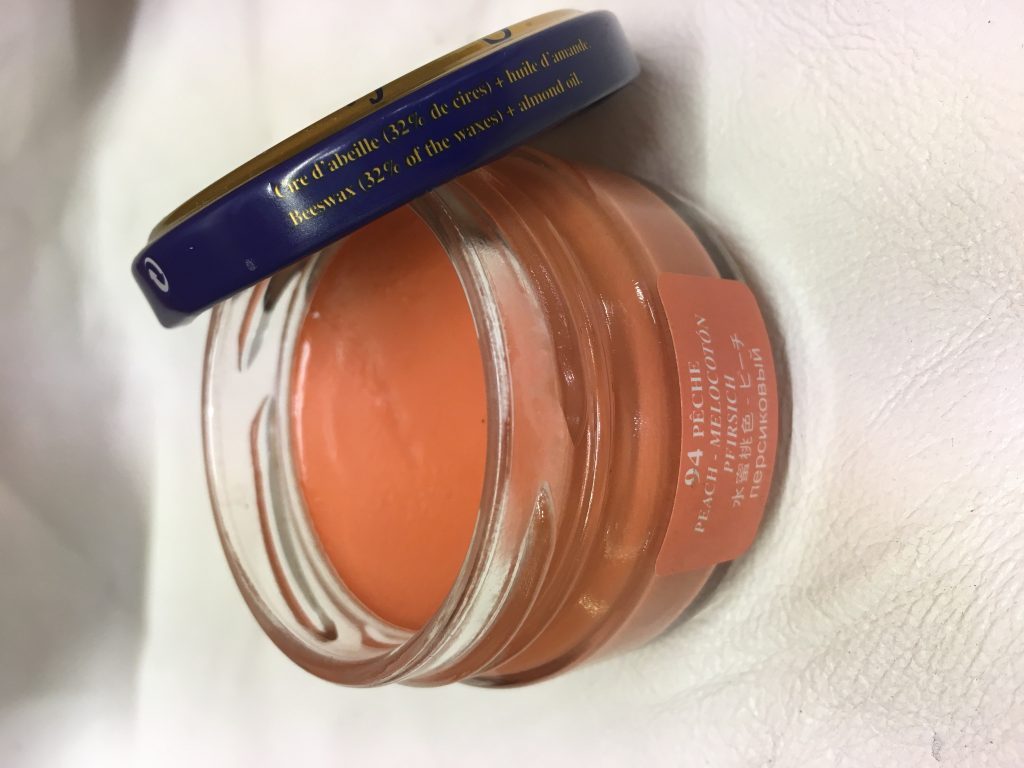 Cire d'abeille (32% de cires) + huile d'amande.
Beeswax (32% of the waxes) + almond oil.
94 PÊCHE
PEACH - MELOCOTÓN
PFIRSICH
水蜜桃色 - ピーチ
персиковый